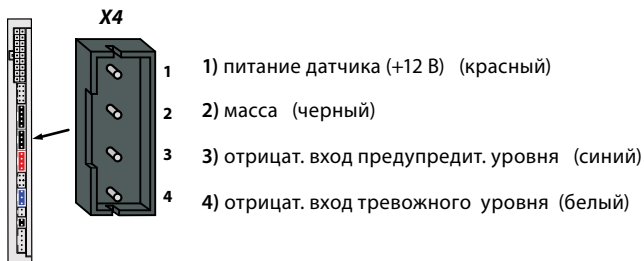 X4
1 1) питание датчика (+12 В) (красный)
2 2) масса (черный)
3 3) отрицат. вход предупредит. уровня (синий)
4 4) отрицат. вход тревожного уровня (белый)